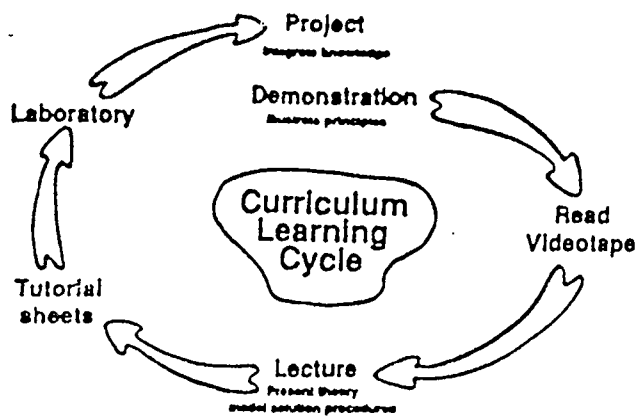 Project
Integrate knowledge
Demonstration
Illustrate principles
Laboratory
Curriculum
Learning
Cycle
Read
Videotape
Tutorial
sheets
Lecture
Present theory
model solution procedures